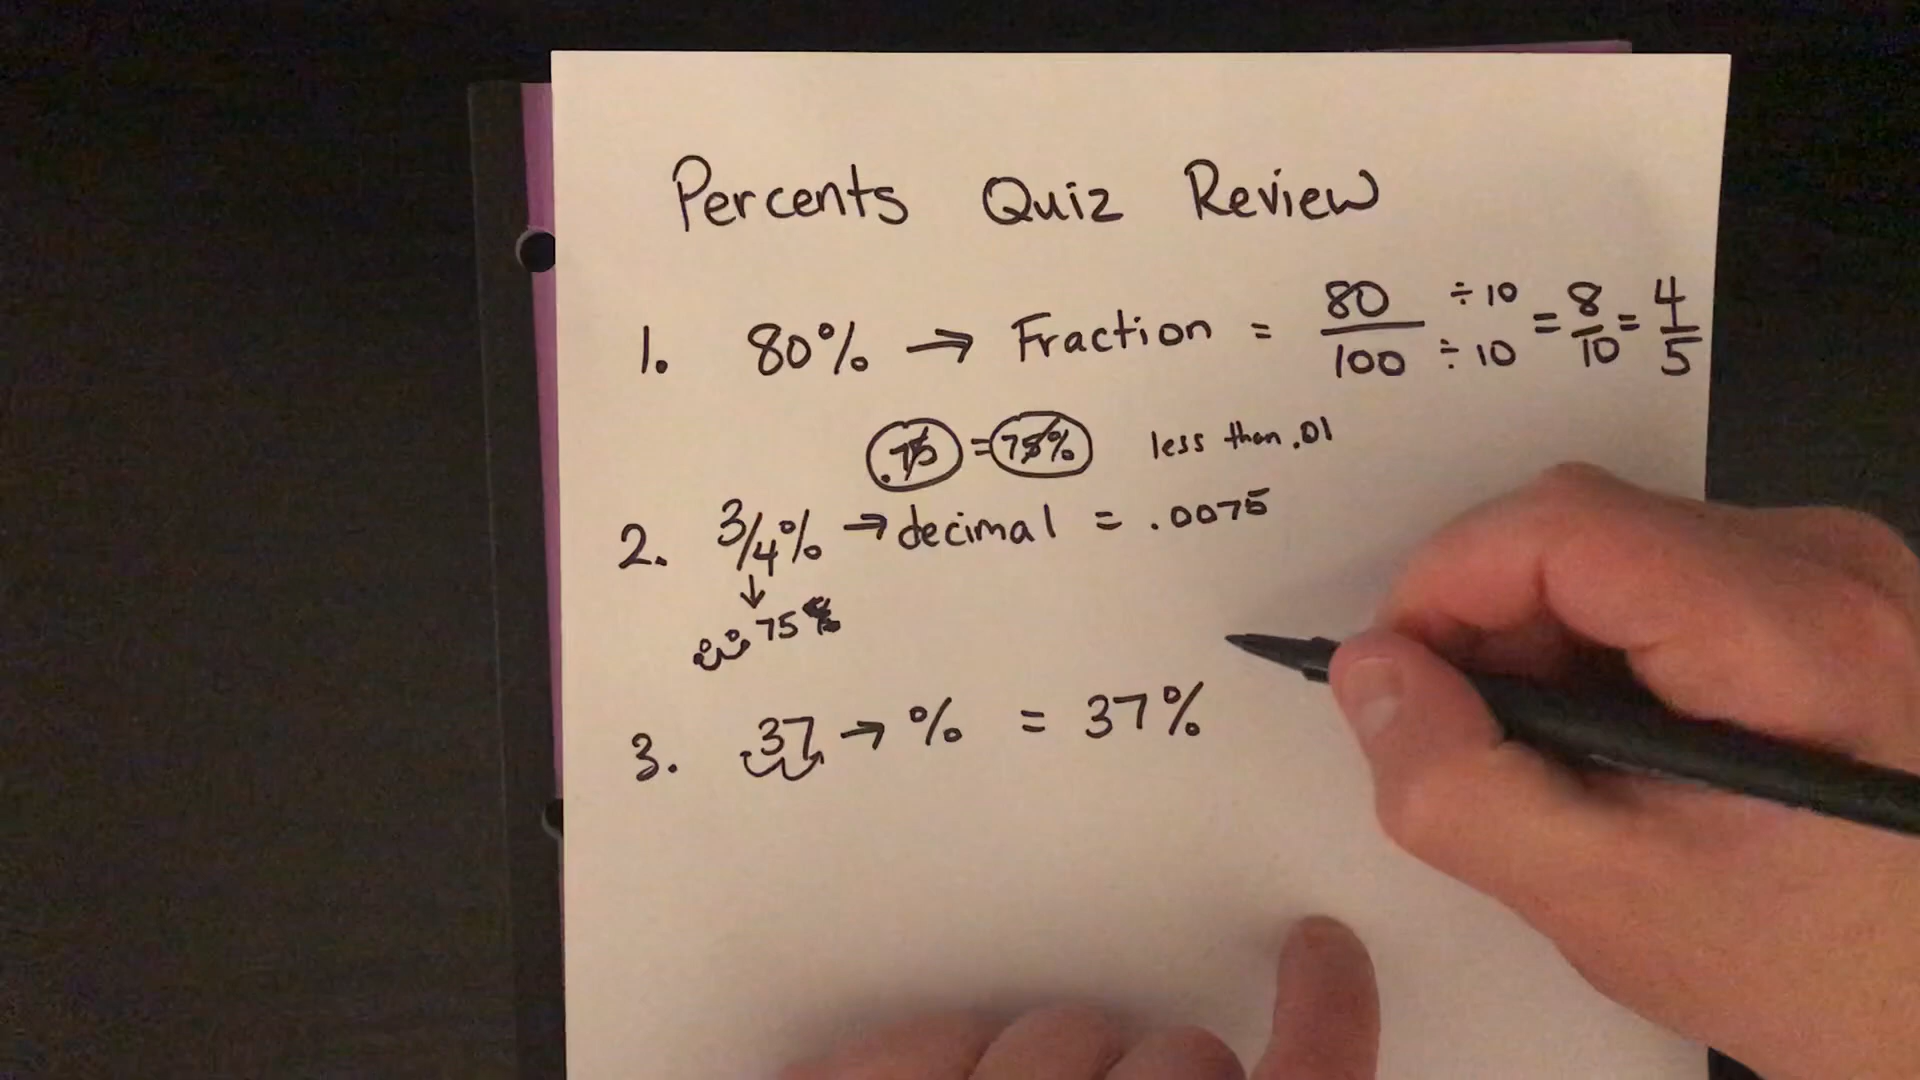 Percents Quiz Review
1. 80% → Fraction = 80/100 ÷10/÷10 = 8/10 = 4/5
.75 = 75% less than .01
2. 3/4% → decimal = .0075
↓
.75%
3. .37 → % = 37%